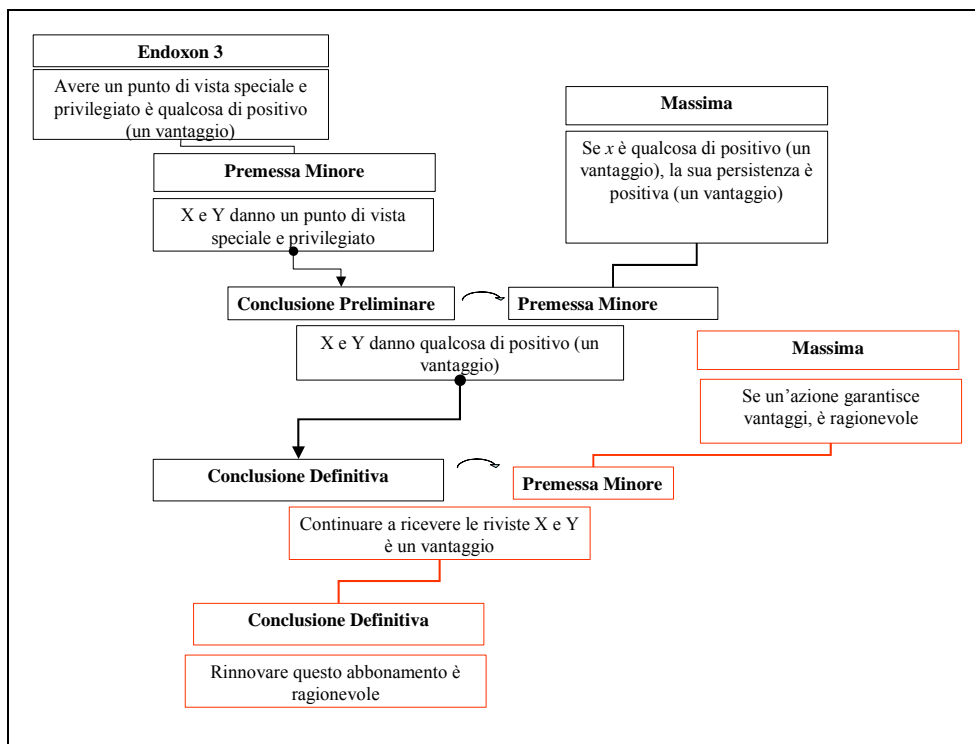 Endoxon 3
Avere un punto di vista speciale e
privilegiato è qualcosa di positivo
(un vantaggio)
Massima
Se x è qualcosa di positivo (un
vantaggio), la sua persistenza è
positiva (un vantaggio)
Premessa Minore
X e Y danno un punto di vista
speciale e privilegiato
Conclusione Preliminare
Premessa Minore
X e Y danno qualcosa di positivo (un
vantaggio)
Massima
Se un’azione garantisce
vantaggi, è ragionevole
Conclusione Definitiva
Premessa Minore
Continuare a ricevere le riviste X e Y
è un vantaggio
Conclusione Definitiva
Rinnovare questo abbonamento è
ragionevole